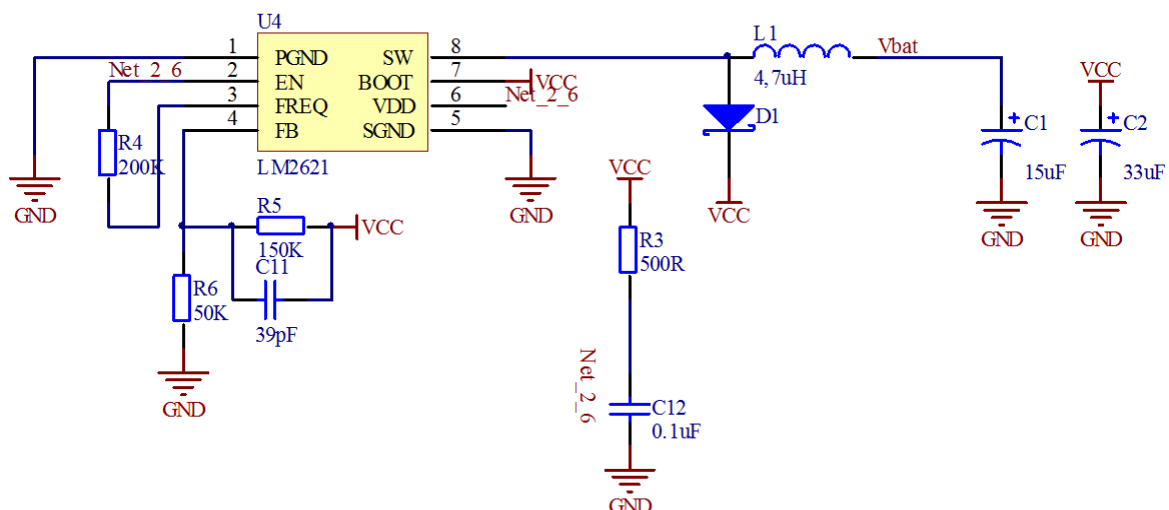 U4
1 PGND SW 8
Net_2_6 2 EN BOOT 7 VCC
3 FREQ VDD 6 Net_2_6
4 FB SGND 5
LM2621
R4
200K
GND
GND
R5
150K
VCC
C11
39pF
R6
50K
GND
L1
4,7uH
Vbat
D1
VCC
VCC
R3
500R
Net_2_6
C12
0.1uF
GND
C1
15uF
GND
VCC
C2
33uF
GND